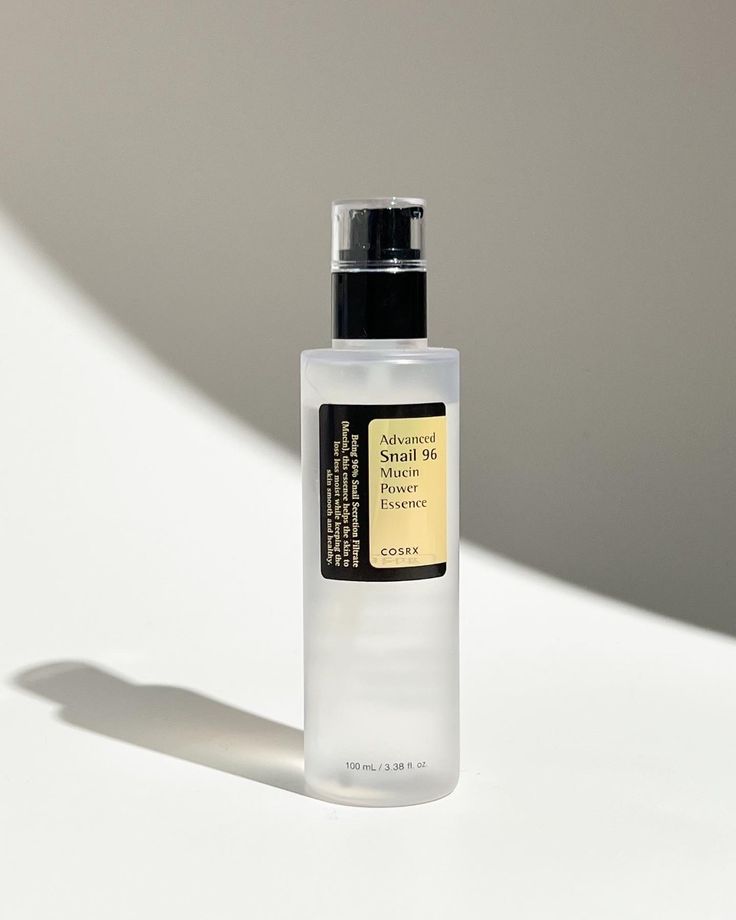 Advanced
Snail 96
Mucin
Power
Essence
COSRX
Being 96% Snail Secretion Filtrate
(Mucin), this essence helps the skin to
lose less moist while keeping the
skin smooth and healthy.
100 mL / 3.38 fl. oz.